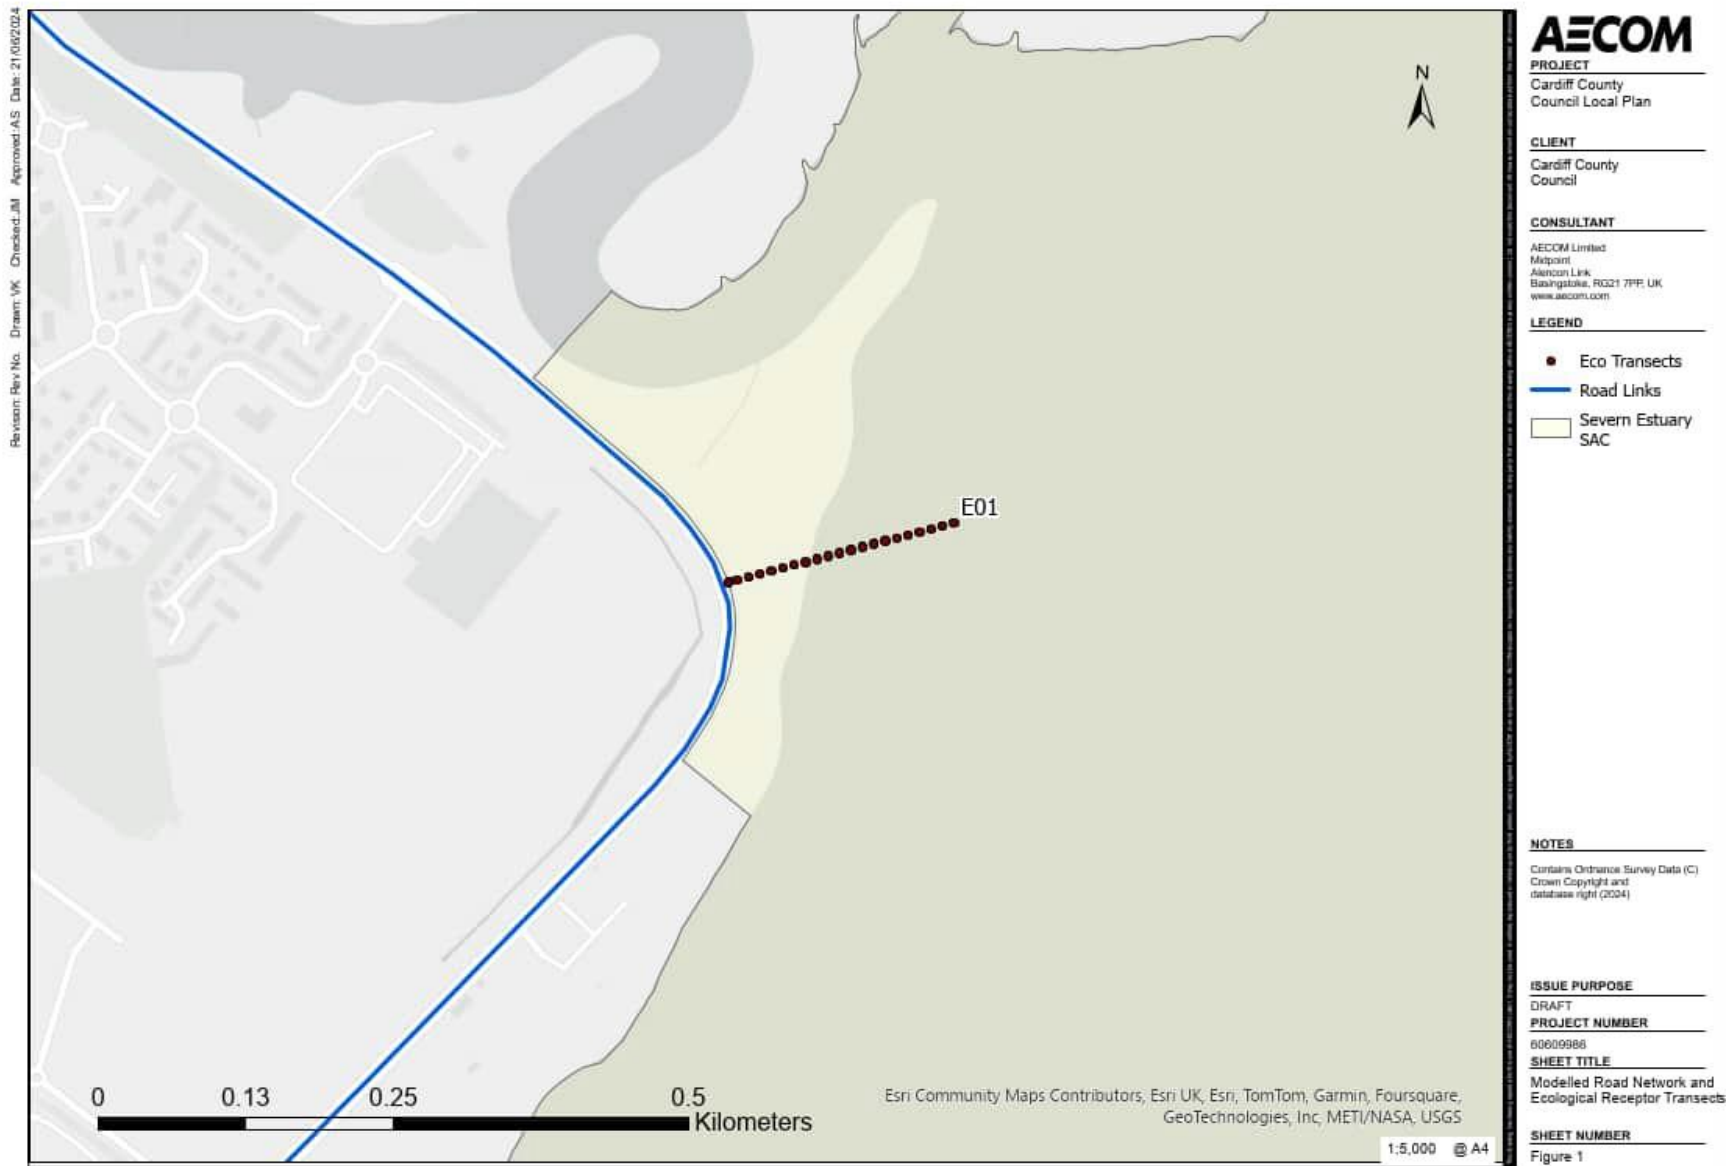 Revision: Rev No. Drawn: VK Checked: JM Approved: AS Date: 21/06/2024
N
E01
0 0.13 0.25 0.5
Kilometers
Esri Community Maps Contributors, Esri UK, Esri, TomTom, Garmin, Foursquare,
GeoTechnologies, Inc, METI/NASA, USGS
1:5,000 @ A4
AECOM
PROJECT
Cardiff County
Council Local Plan
CLIENT
Cardiff County
Council
CONSULTANT
AECOM Limited
Midpoint
Alencon Link
Basingstoke, RG21 7PP, UK
www.aecom.com
LEGEND
Eco Transects
Road Links
Severn Estuary
SAC
NOTES
Contains Ordnance Survey Data (C)
Crown Copyright and
database right (2024)
ISSUE PURPOSE
DRAFT
PROJECT NUMBER
60609986
SHEET TITLE
Modelled Road Network and
Ecological Receptor Transects
SHEET NUMBER
Figure 1